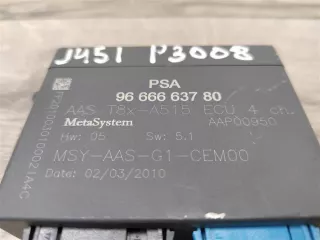 J451 P3008
PSA
96 666 637 80
AAS T8x-A515 ECU 4 ch.
MetaSystem AAP0095D
Hw: 05 Sw: 5.1
MSY-AAS-G1-CEM00
Date: 02/03/2010